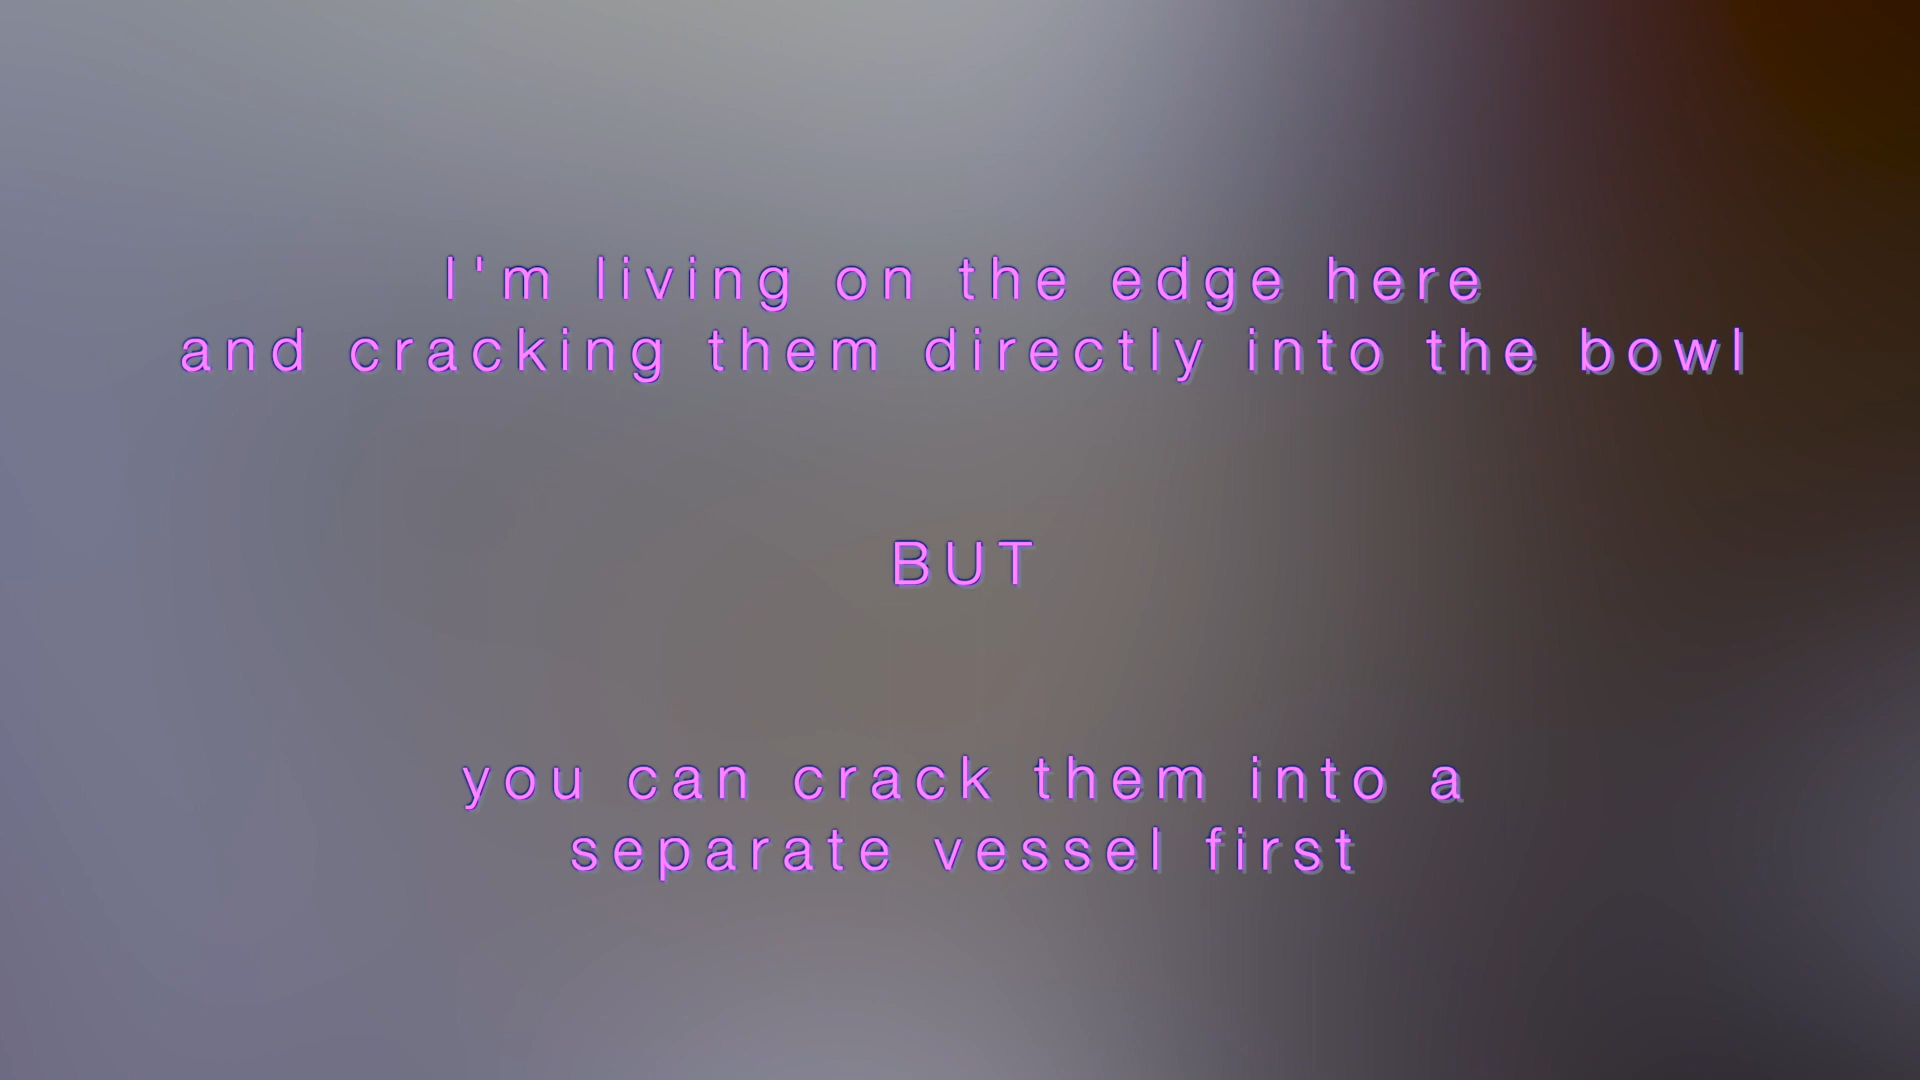 I'm living on the edge here
and cracking them directly into the bowl
BUT
you can crack them into a
separate vessel first